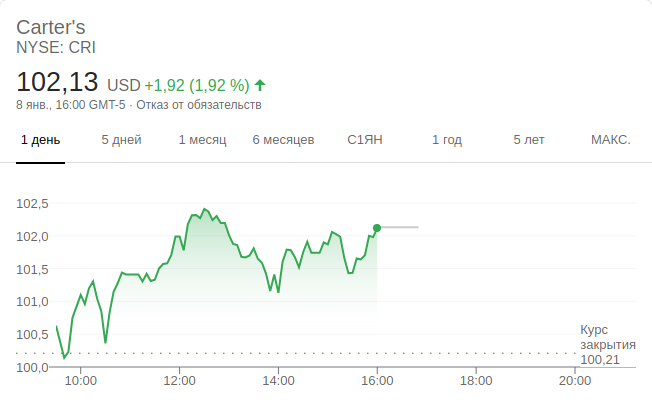 Carter's
NYSE: CRI
102,13 USD +1,92 (1,92 %)
8 янв., 16:00 GMT-5 · Отказ от обязательств
1 день 5 дней 1 месяц 6 месяцев С1ЯН 1 год 5 лет МАКС.
102,5
102,0
101,5
101,0
100,5
100,0
Курс
закрытия
100,21
10:00 12:00 14:00 16:00 18:00 20:00